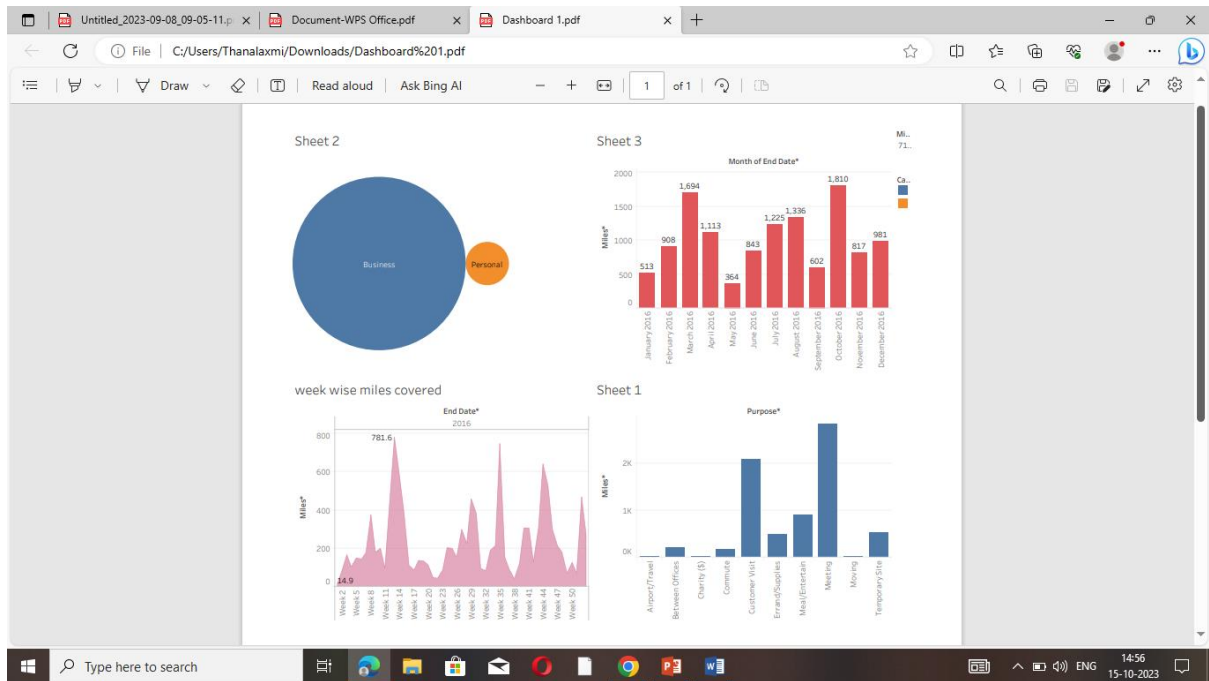 Untitled_2023-09-08_09-05-11.p
Document-WPS Office.pdf
Dashboard 1.pdf
File C:/Users/Thanalaxmi/Downloads/Dashboard%201.pdf
Draw
Read aloud
Ask Bing AI
1 of 1
Sheet 2
Business
Personal
Sheet 3
Month of End Date*
Miles*
2000
1500
1000
500
0
513
908
1,694
1,113
364
843
1,225
1,336
602
1,810
817
981
January 2016
February 2016
March 2016
April 2016
May 2016
June 2016
July 2016
August 2016
September 2016
October 2016
November 2016
December 2016
Mi..
71..
Ca..
week wise miles covered
End Date*
2016
Miles*
800
600
400
200
0
781.6
14.9
Week 2
Week 5
Week 8
Week 11
Week 14
Week 17
Week 20
Week 23
Week 26
Week 29
Week 32
Week 35
Week 38
Week 41
Week 44
Week 47
Week 50
Sheet 1
Purpose*
Miles*
2K
1K
0K
Airport/Travel
Between Offices
Charity ($)
Commute
Customer Visit
Errand/Supplies
Meal/Entertain
Meeting
Moving
Temporary Site
Type here to search
ENG
14:56
15-10-2023